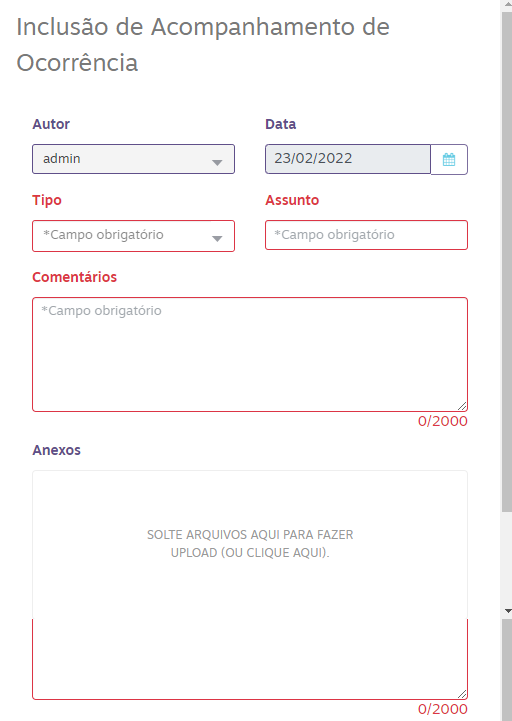 Inclusão de Acompanhamento de
Ocorrência
Autor
Data
admin
23/02/2022
Tipo
Assunto
*Campo obrigatório
*Campo obrigatório
Comentários
*Campo obrigatório
0/2000
Anexos
SOLTE ARQUIVOS AQUI PARA FAZER
UPLOAD (OU CLIQUE AQUI).
0/2000